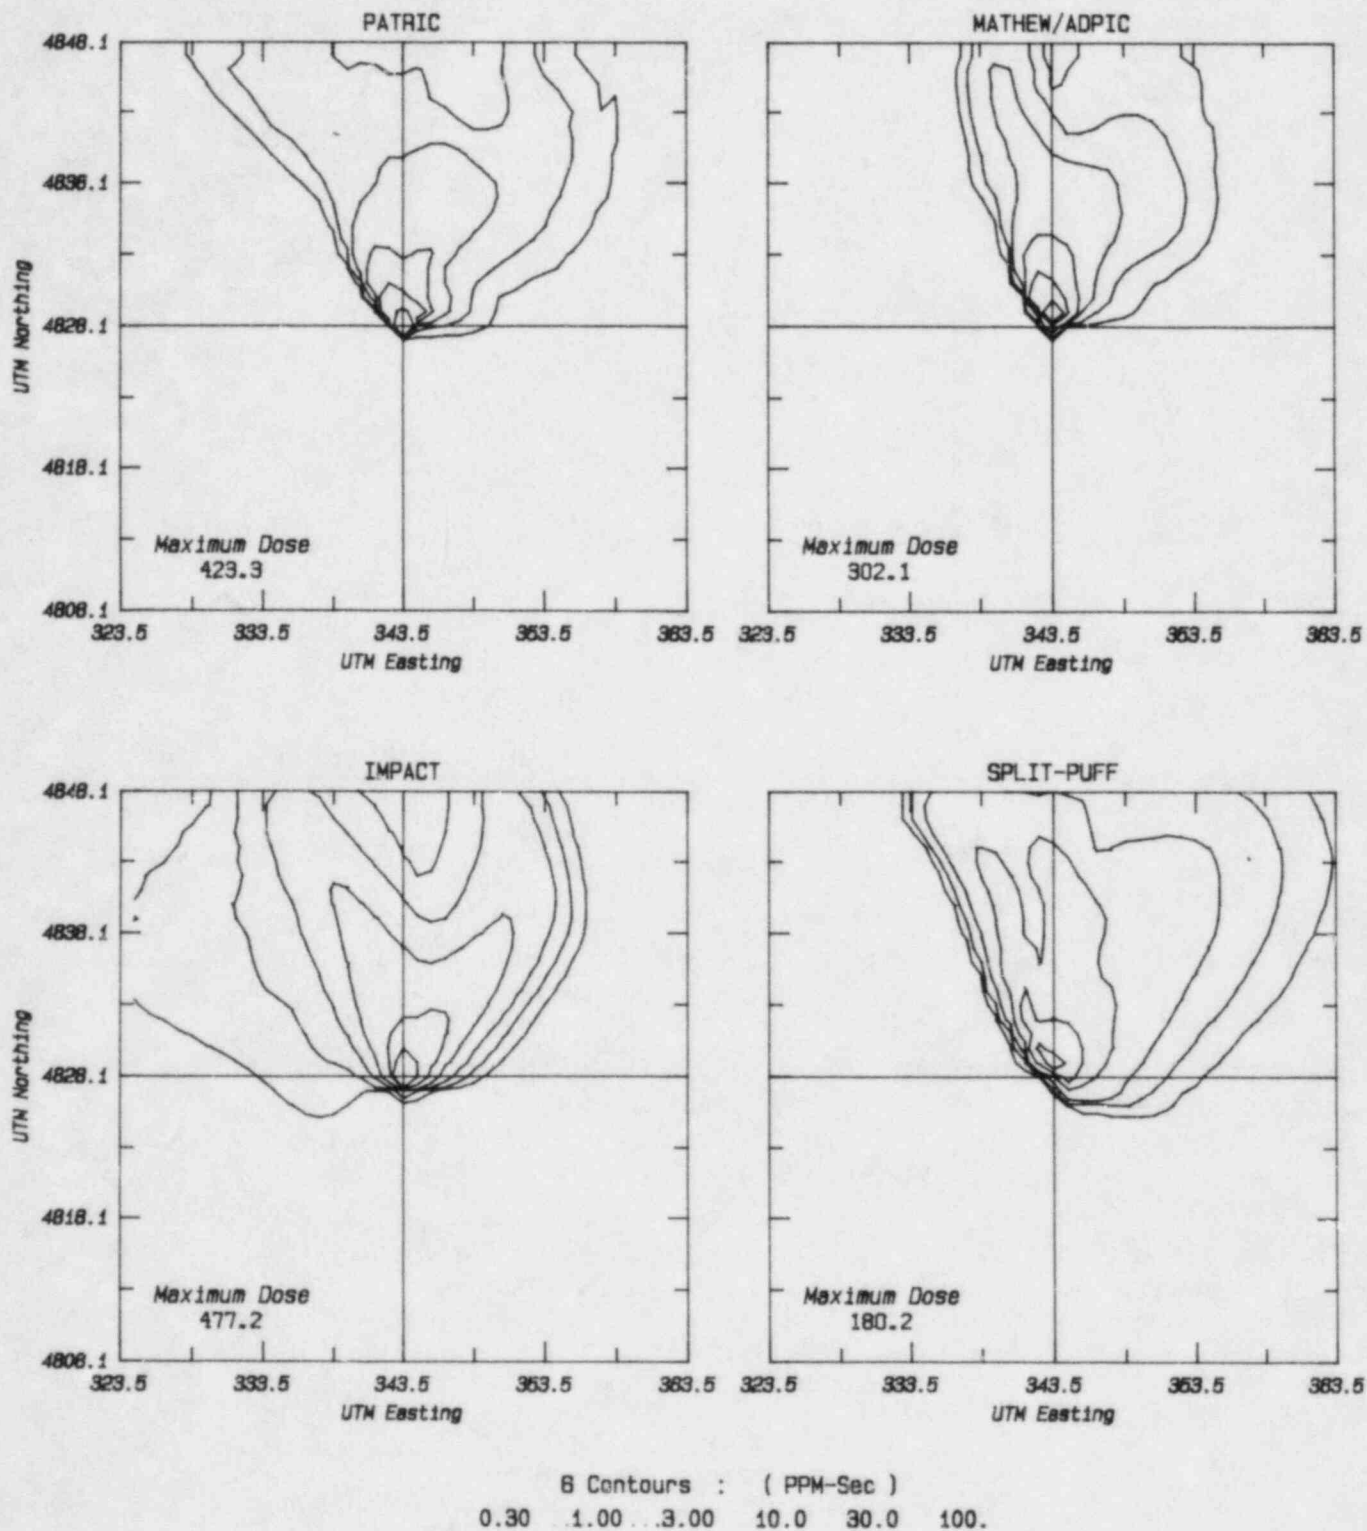 PATRIC
4848.1
4838.1
4828.1
4818.1
4808.1
UTM Northing
Maximum Dose
423.3
323.5 333.5 343.5 353.5 363.5
UTM Easting
MATHEW/ADPIC
Maximum Dose
302.1
323.5 333.5 343.5 353.5 363.5
UTM Easting
IMPACT
4848.1
4838.1
4828.1
4818.1
4808.1
UTM Northing
Maximum Dose
477.2
323.5 333.5 343.5 353.5 363.5
UTM Easting
SPLIT-PUFF
Maximum Dose
180.2
323.5 333.5 343.5 353.5 363.5
UTM Easting
6 Contours : ( PPM-Sec )
0.30 1.00 3.00 10.0 30.0 100.